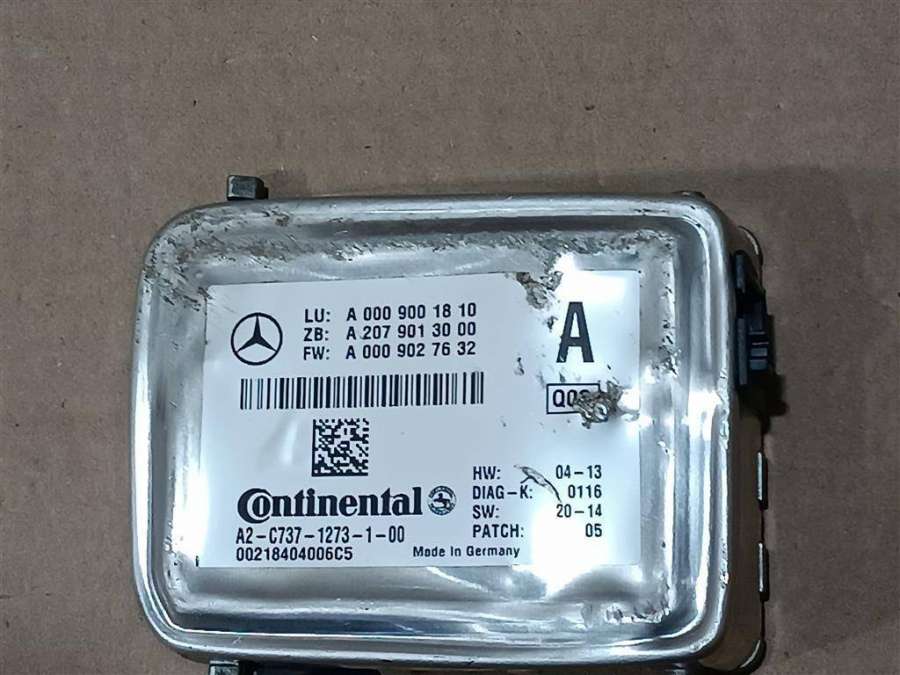 LU: A 000 900 18 10
ZB: A 207 901 30 00
FW: A 000 902 76 32
A
HW: 04-13
DIAG-K: 0116
SW: 20-14
PATCH: 05
Continental
A2-C737-1273-1-00
00218404006C5
Made in Germany